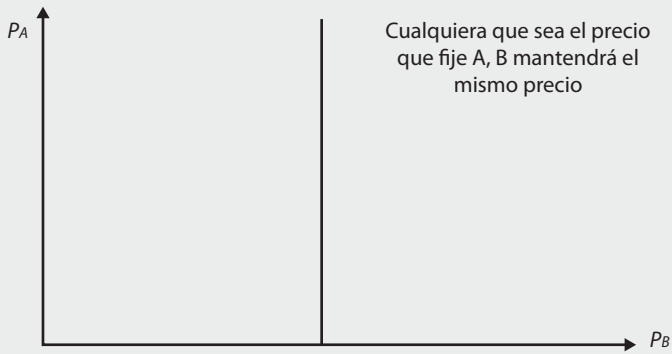 PA
Cualquiera que sea el precio
que fije A, B mantendrá el
mismo precio
PB